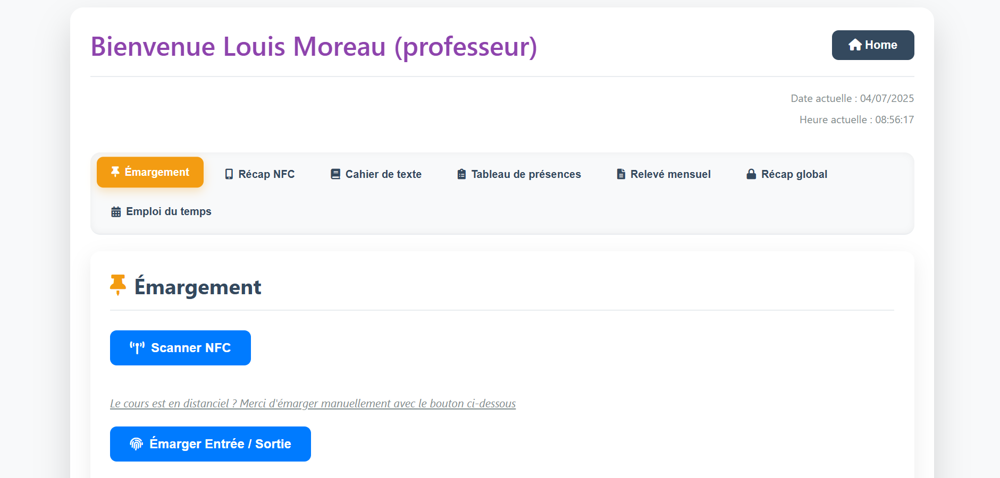 Bienvenue Louis Moreau (professeur)
Home
Date actuelle : 04/07/2025
Heure actuelle : 08:56:17
Émargement
Récap NFC
Cahier de texte
Tableau de présences
Relevé mensuel
Récap global
Emploi du temps
Émargement
Scanner NFC
Le cours est en distanciel ? Merci d'émarger manuellement avec le bouton ci-dessous
Émarger Entrée / Sortie